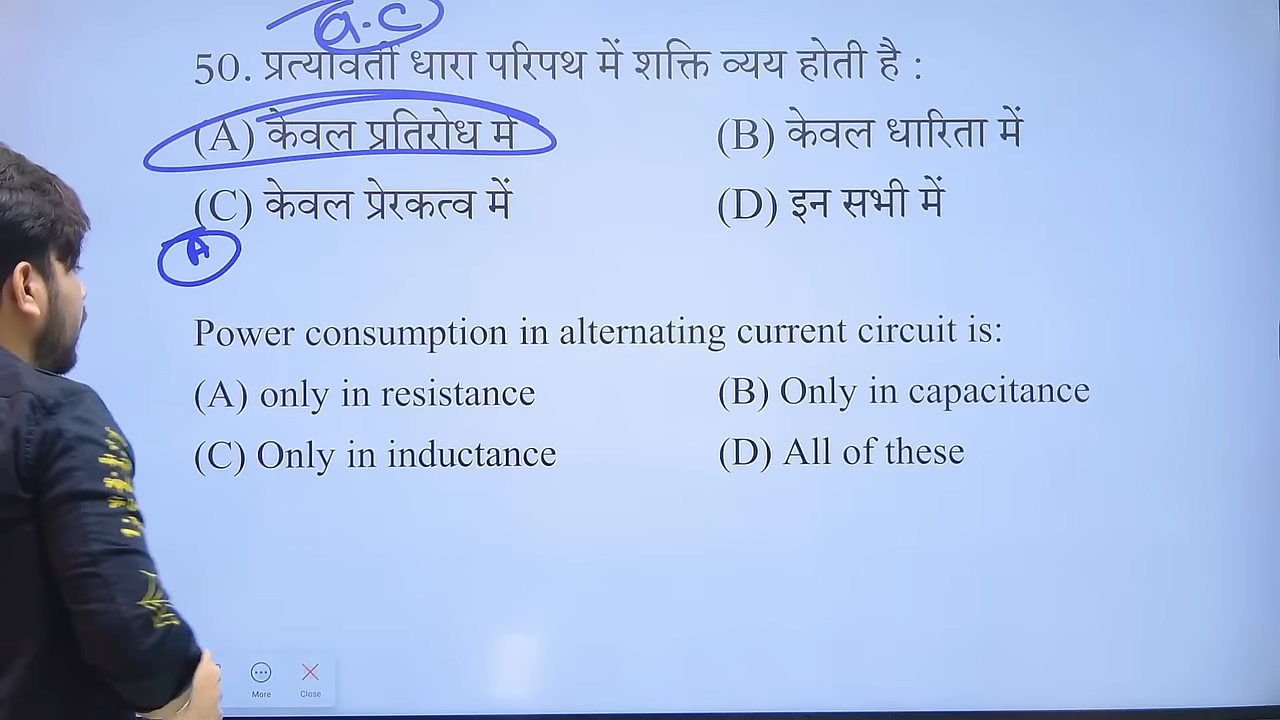 a.c
50. प्रत्यावर्ती धारा परिपथ में शक्ति व्यय होती है :
(A) केवल प्रतिरोध में (B) केवल धारिता में
(C) केवल प्रेरकत्व में (D) इन सभी में
A
Power consumption in alternating current circuit is:
(A) only in resistance (B) Only in capacitance
(C) Only in inductance (D) All of these
More Close